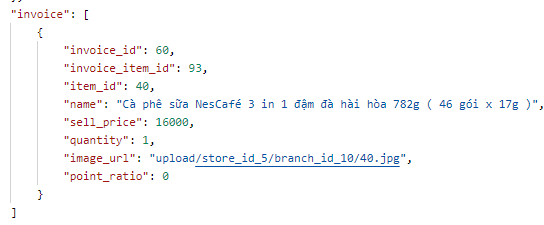 "invoice": [
{
"invoice_id": 60,
"invoice_item_id": 93,
"item_id": 40,
"name": "Cà phê sữa NesCafé 3 in 1 đậm đà hài hòa 782g ( 46 gói x 17g )",
"sell_price": 16000,
"quantity": 1,
"image_url": "upload/store_id_5/branch_id_10/40.jpg",
"point_ratio": 0
}
]